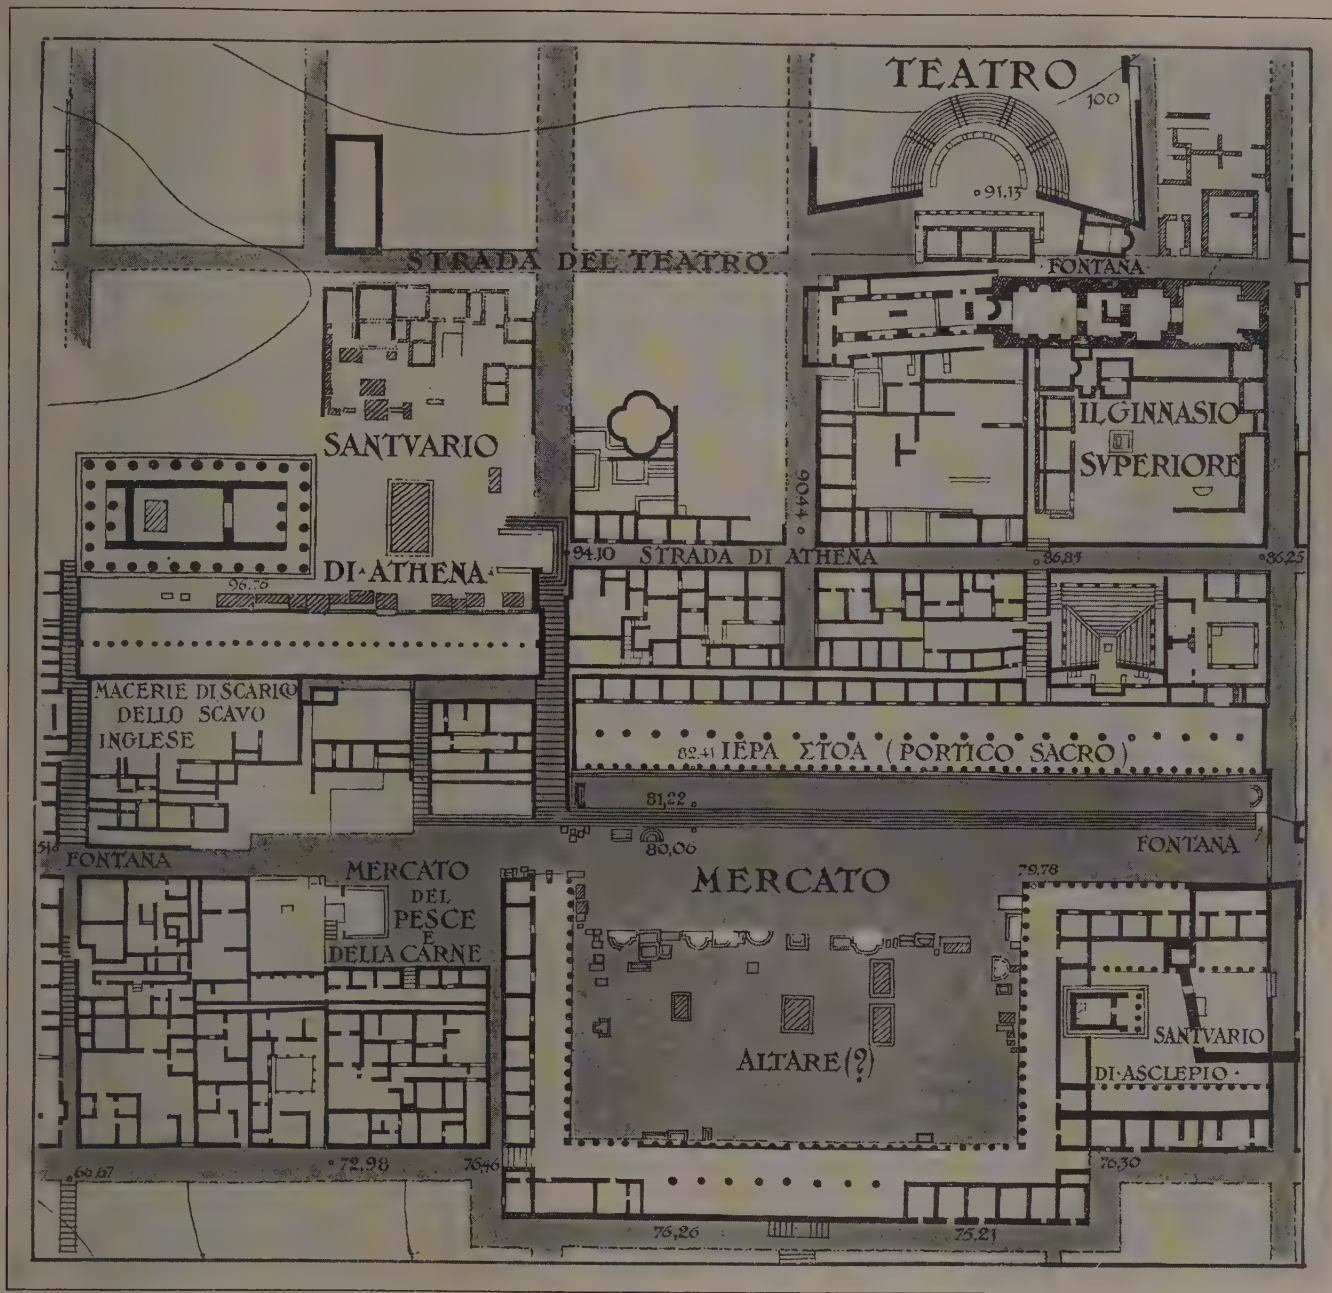 TEATRO
100
91,13
STRADA DEL TEATRO
FONTANA
SANTVARIO
DI·ATHENA·
IL GINNASIO
SVPERIORE
9044
94.10
STRADA DI ATHENA
86,85
86,25
96.76
MACERIE DI SCARICO
DELLO SCAVO
INGLESE
82.41 ΙΕΡΑ ΣΤΟΑ (PORTICO SACRO)
81,22
80,06
FONTANA
FONTANA
MERCATO
DEL
PESCE
E
DELLA CARNE
MERCATO
79.78
ALTARE (?)
SANTVARIO
DI·ASCLEPIO·
72,98
76,46
76,30
76,26
75,21